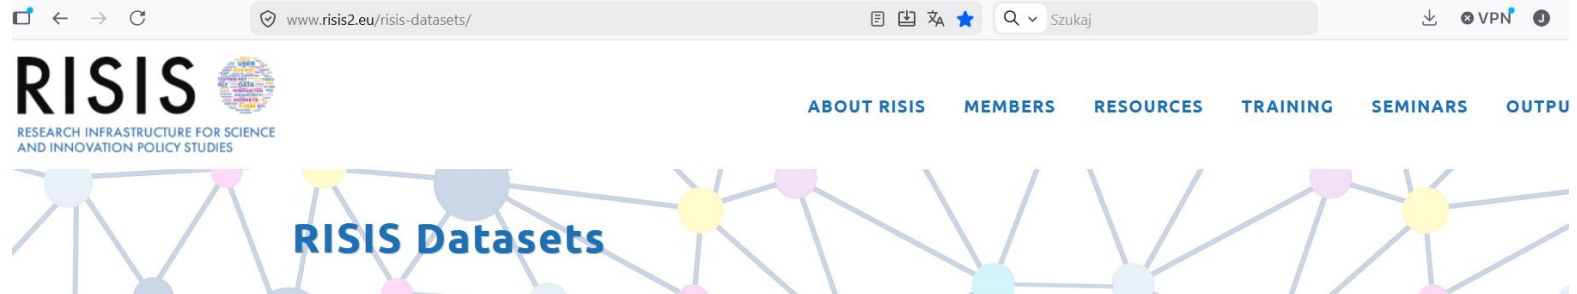 www.risis2.eu/risis-datasets/
Szukaj
VPN
J
RISIS
RESEARCH INFRASTRUCTURE FOR SCIENCE
AND INNOVATION POLICY STUDIES
ABOUT RISIS MEMBERS RESOURCES TRAINING SEMINARS OUTPU
RISIS Datasets